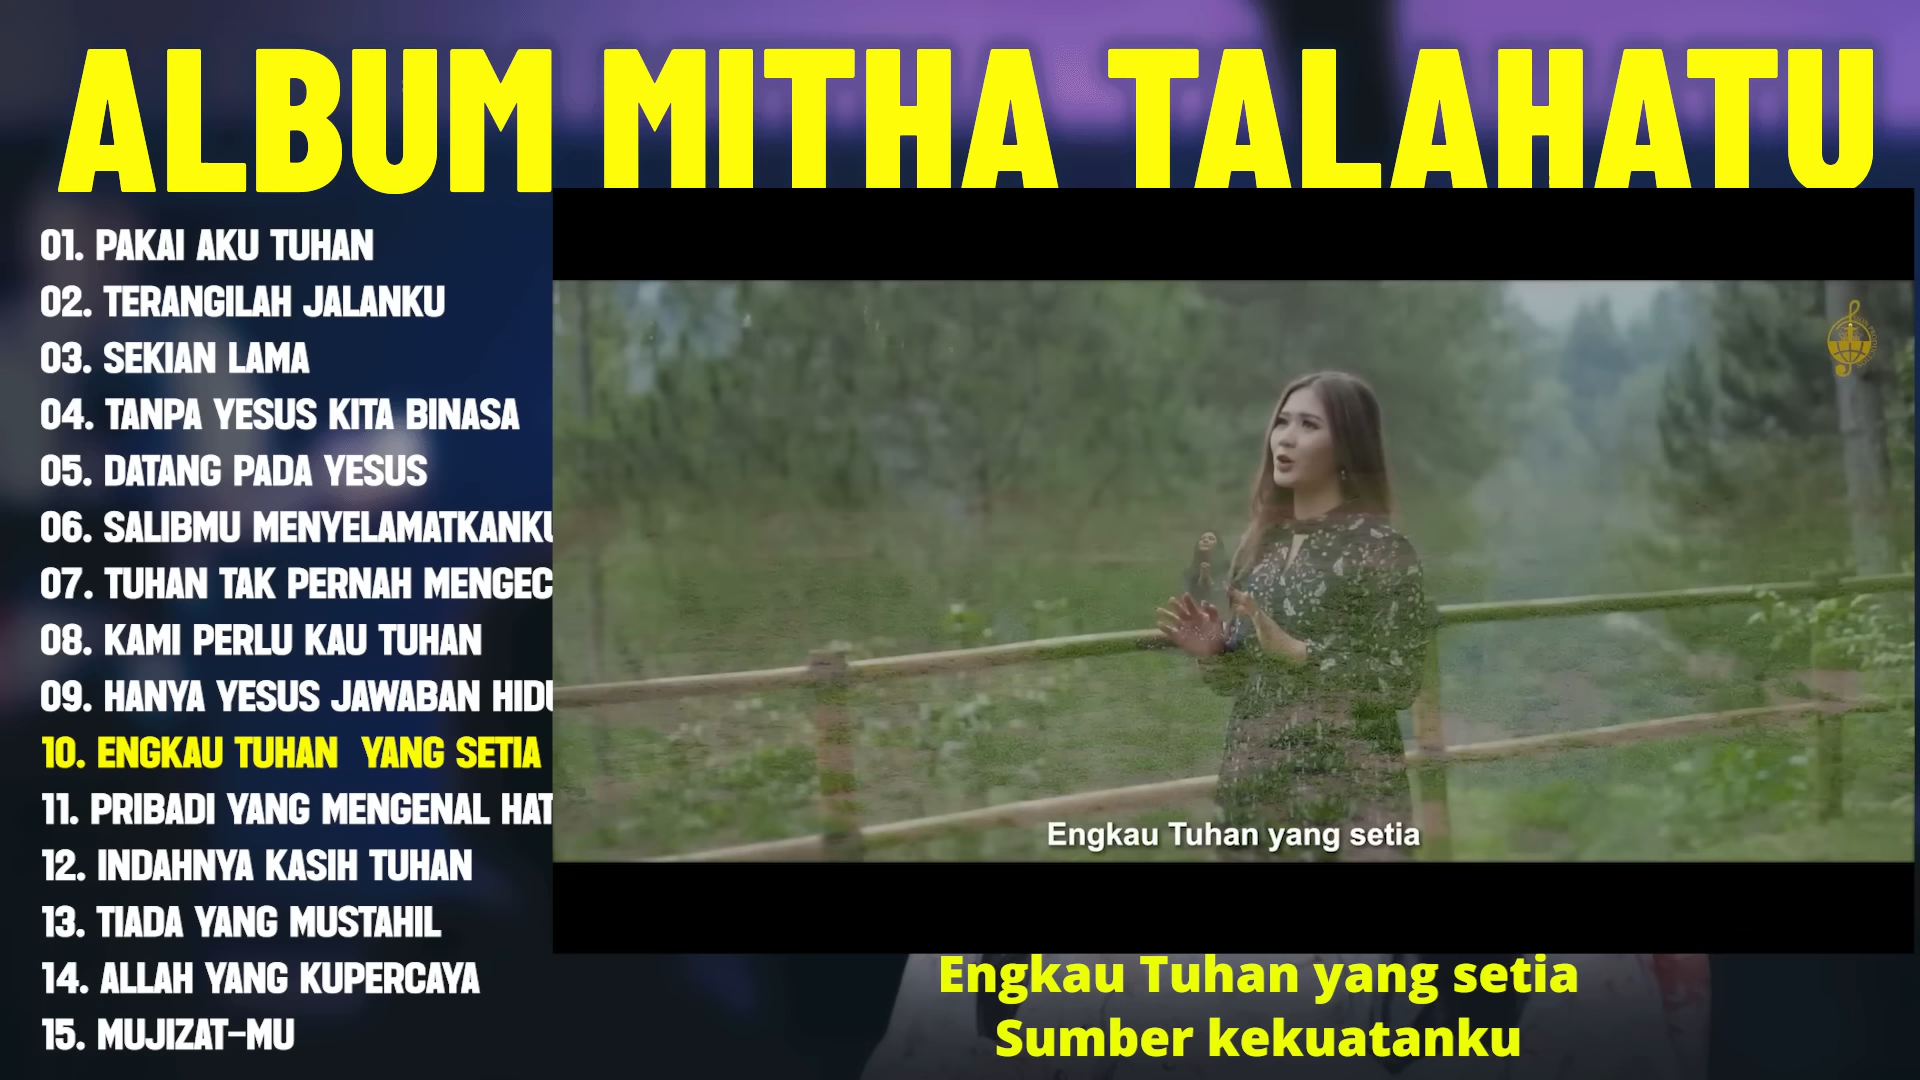 ALBUM MITHA TALAHATU
01. PAKAI AKU TUHAN
02. TERANGILAH JALANKU
03. SEKIAN LAMA
04. TANPA YESUS KITA BINASA
05. DATANG PADA YESUS
06. SALIBMU MENYELAMATKANKU
07. TUHAN TAK PERNAH MENGEC
08. KAMI PERLU KAU TUHAN
09. HANYA YESUS JAWABAN HIDU
10. ENGKAU TUHAN YANG SETIA
11. PRIBADI YANG MENGENAL HAT
12. INDAHNYA KASIH TUHAN
13. TIADA YANG MUSTAHIL
14. ALLAH YANG KUPERCAYA
15. MUJIZAT-MU
Engkau Tuhan yang setia
Engkau Tuhan yang setia
Sumber kekuatanku